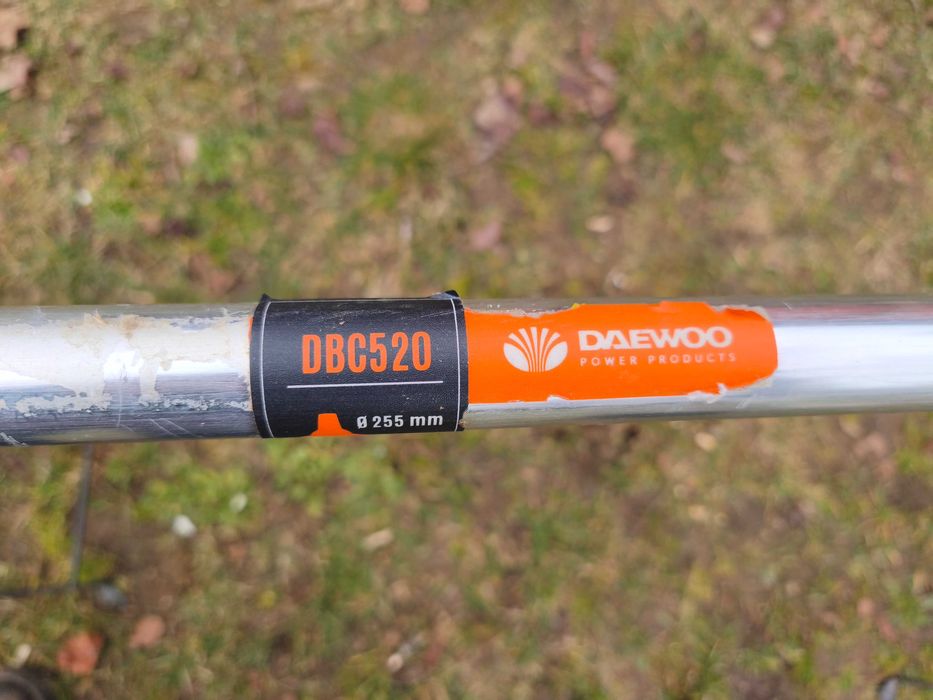 DBC520
Ø 255 mm
DAEWOO
POWER PRODUCTS